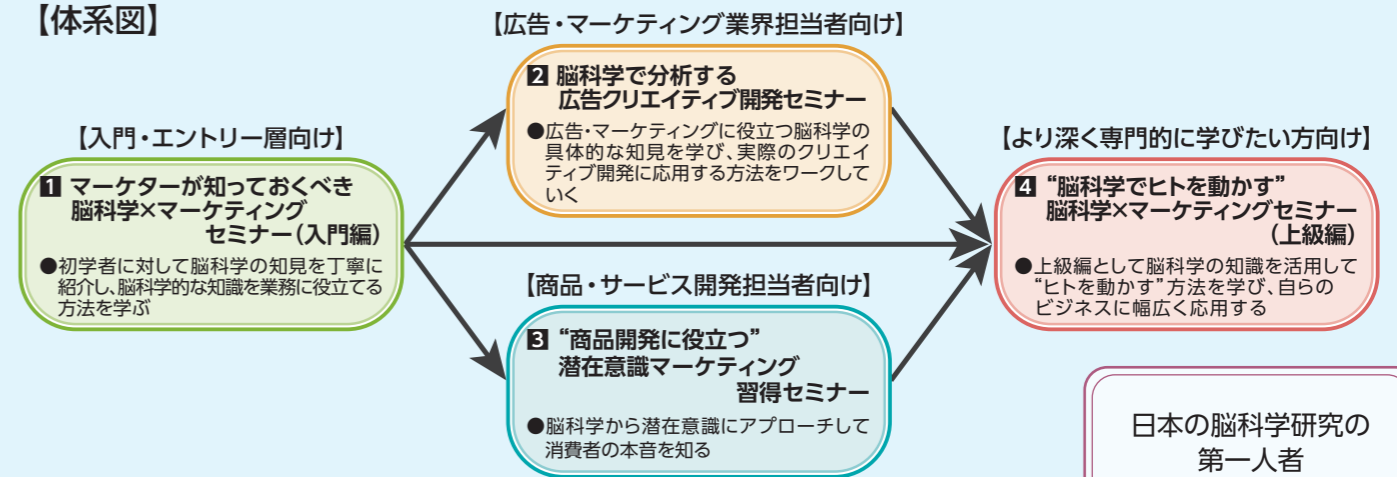 【体系図】
【入門・エントリー層向け】
1 マーケターが知っておくべき
脳科学×マーケティング
セミナー（入門編）
●初学者に対して脳科学の知見を丁寧に
紹介し、脳科学的な知識を業務に役立てる
方法を学ぶ
【広告・マーケティング業界担当者向け】
2 脳科学で分析する
広告クリエイティブ開発セミナー
●広告・マーケティングに役立つ脳科学の
具体的な知見を学び、実際のクリエイ
ティブ開発に応用する方法をワークして
いく
【商品・サービス開発担当者向け】
3 “商品開発に役立つ”
潜在意識マーケティング
習得セミナー
●脳科学から潜在意識にアプローチして
消費者の本音を知る
【より深く専門的に学びたい方向け】
4 “脳科学でヒトを動かす”
脳科学×マーケティングセミナー
（上級編）
●上級編として脳科学の知識を活用して
“ヒトを動かす”方法を学び、自らの
ビジネスに幅広く応用する
日本の脳科学研究の
第一人者